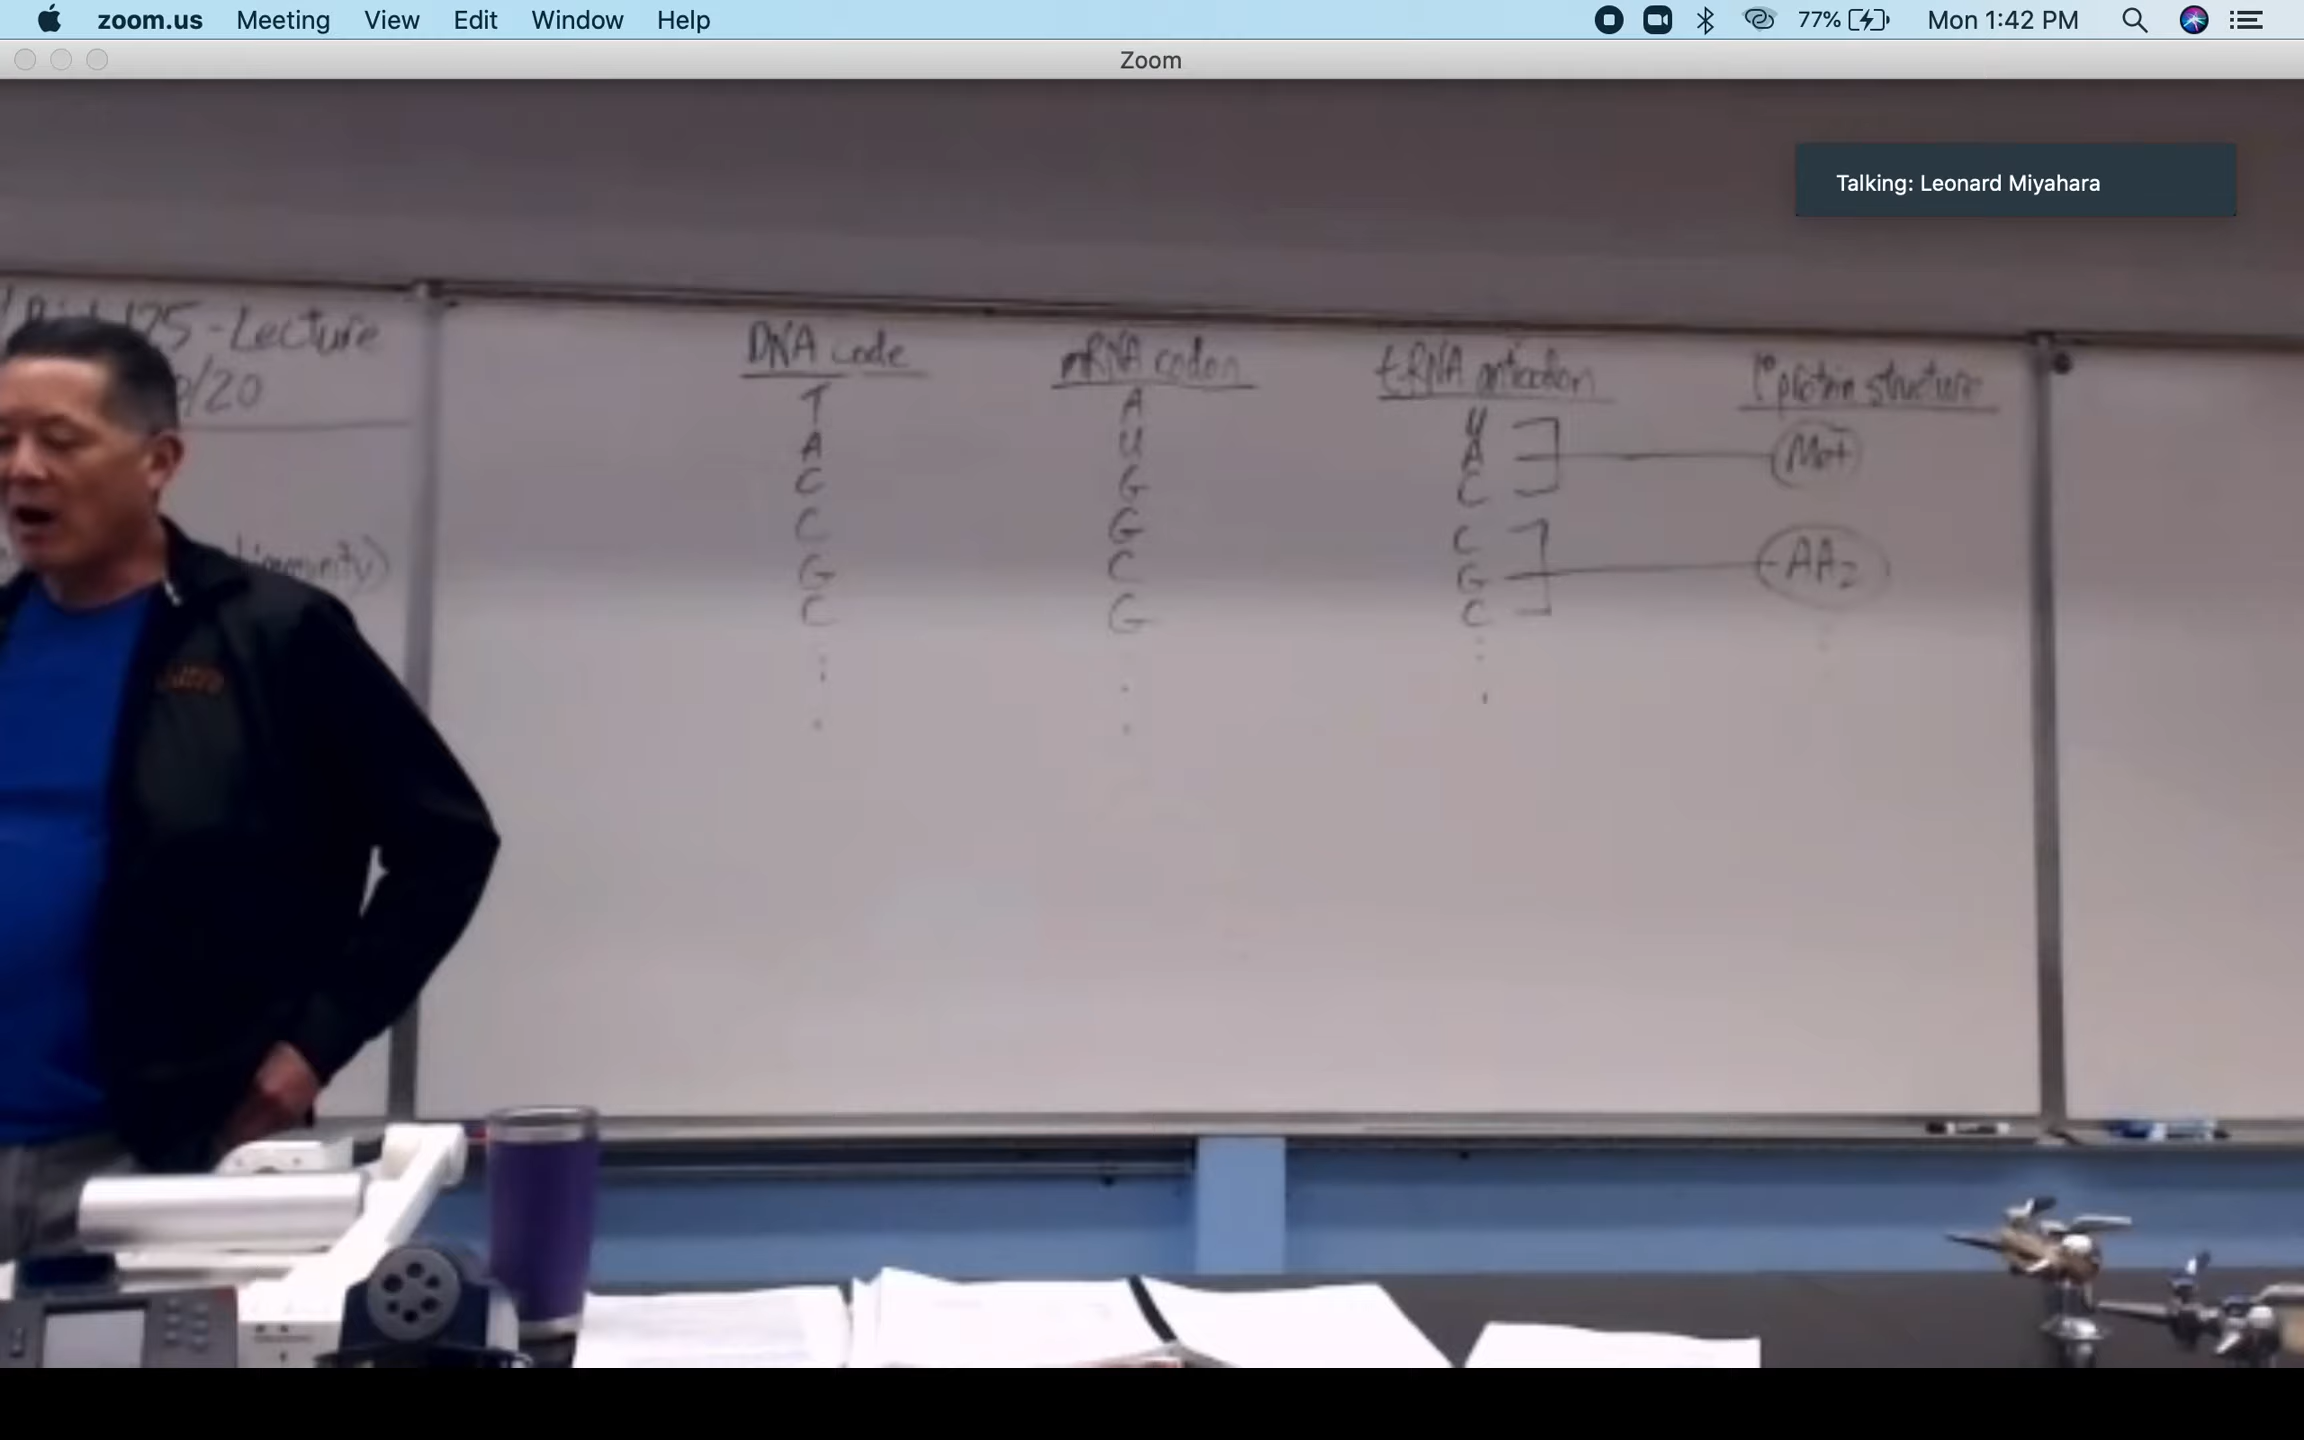 zoom.us Meeting View Edit Window Help 77% Mon 1:42 PM
Zoom
Talking: Leonard Miyahara
125 - Lecture
/20
DNA code mRNA codon tRNA anticodon 1° protein structure
T A U
A U A Met
C G C
C G C
G C G AA2
C G C